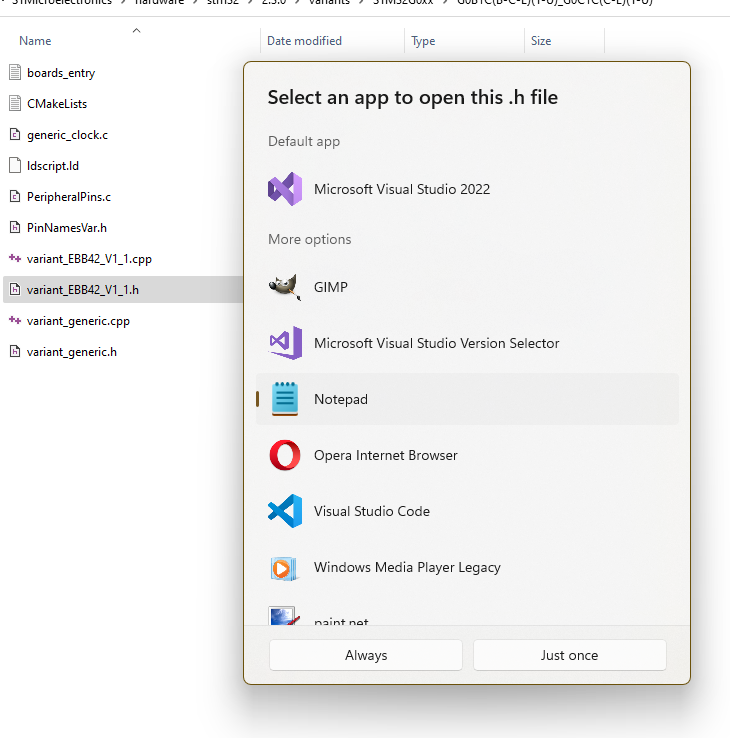 STMicroelectronics > hardware > stm32 > 2.3.0 > variants > STM32G0xx >
Name
Date modified
Type
Size
boards_entry
CMakeLists
generic_clock.c
ldscript.ld
PeripheralPins.c
PinNamesVar.h
variant_EBB42_V1_1.cpp
variant_EBB42_V1_1.h
variant_generic.cpp
variant_generic.h
Select an app to open this .h file
Default app
Microsoft Visual Studio 2022
More options
GIMP
Microsoft Visual Studio Version Selector
Notepad
Opera Internet Browser
Visual Studio Code
Windows Media Player Legacy
paint.net
Always
Just once